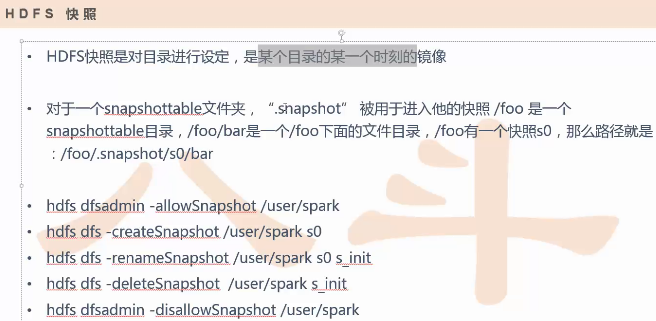 HDFS 快照
HDFS快照是对目录进行设定，是某个目录的某一个时刻的镜像
对于一个snapshottable文件夹，“.snapshot” 被用于进入他的快照 /foo 是一个
snapshottable目录，/foo/bar是一个/foo下面的文件目录，/foo有一个快照s0，那么路径就是
：/foo/.snapshot/s0/bar
hdfs dfsadmin -allowSnapshot /user/spark
hdfs dfs -createSnapshot /user/spark s0
hdfs dfs -renameSnapshot /user/spark s0 s_init
hdfs dfs -deleteSnapshot /user/spark s_init
hdfs dfsadmin -disallowSnapshot /user/spark
八斗